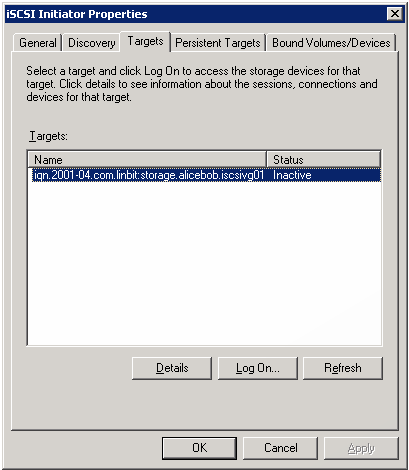 iSCSI Initiator Properties
General Discovery Targets Persistent Targets Bound Volumes/Devices
Select a target and click Log On to access the storage devices for that
target. Click details to see information about the sessions, connections and
devices for that target.
Targets:
Name Status
iqn.2001-04.com.linbit:storage.alicebob.iscsivg01 Inactive
Details Log On... Refresh
OK Cancel Apply